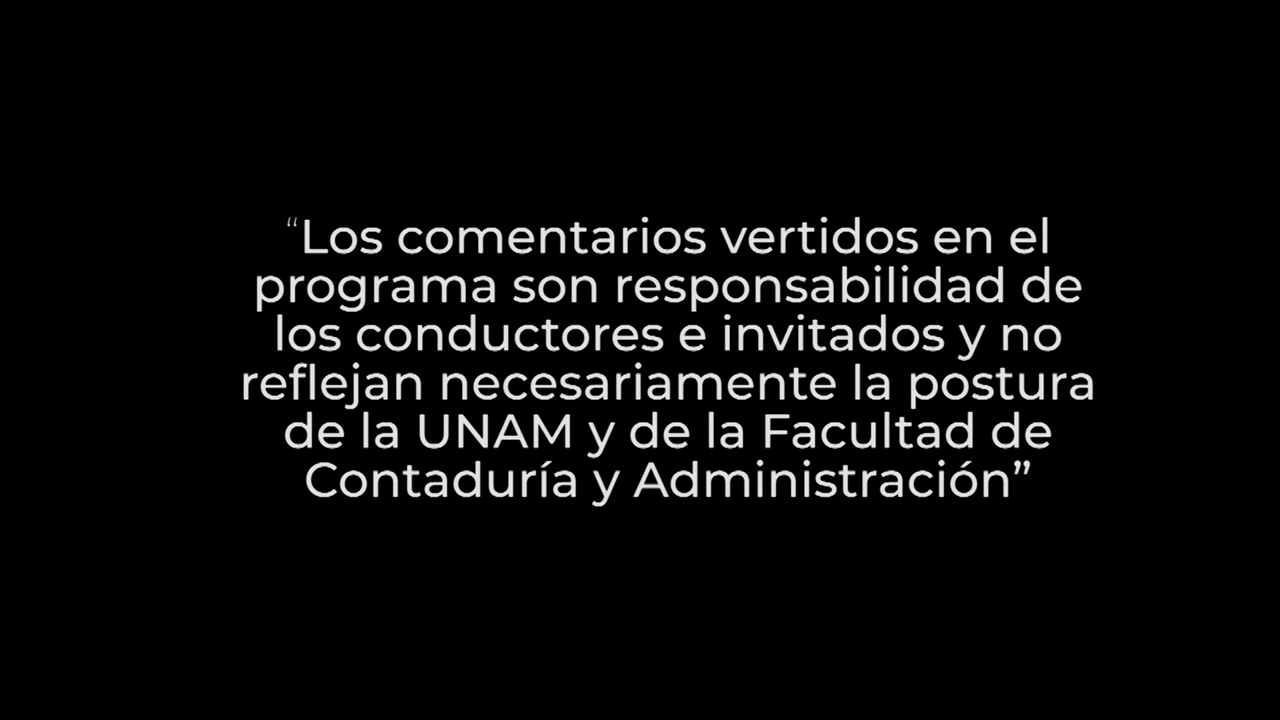 “Los comentarios vertidos en el
programa son responsabilidad de
los conductores e invitados y no
reflejan necesariamente la postura
de la UNAM y de la Facultad de
Contaduría y Administración”